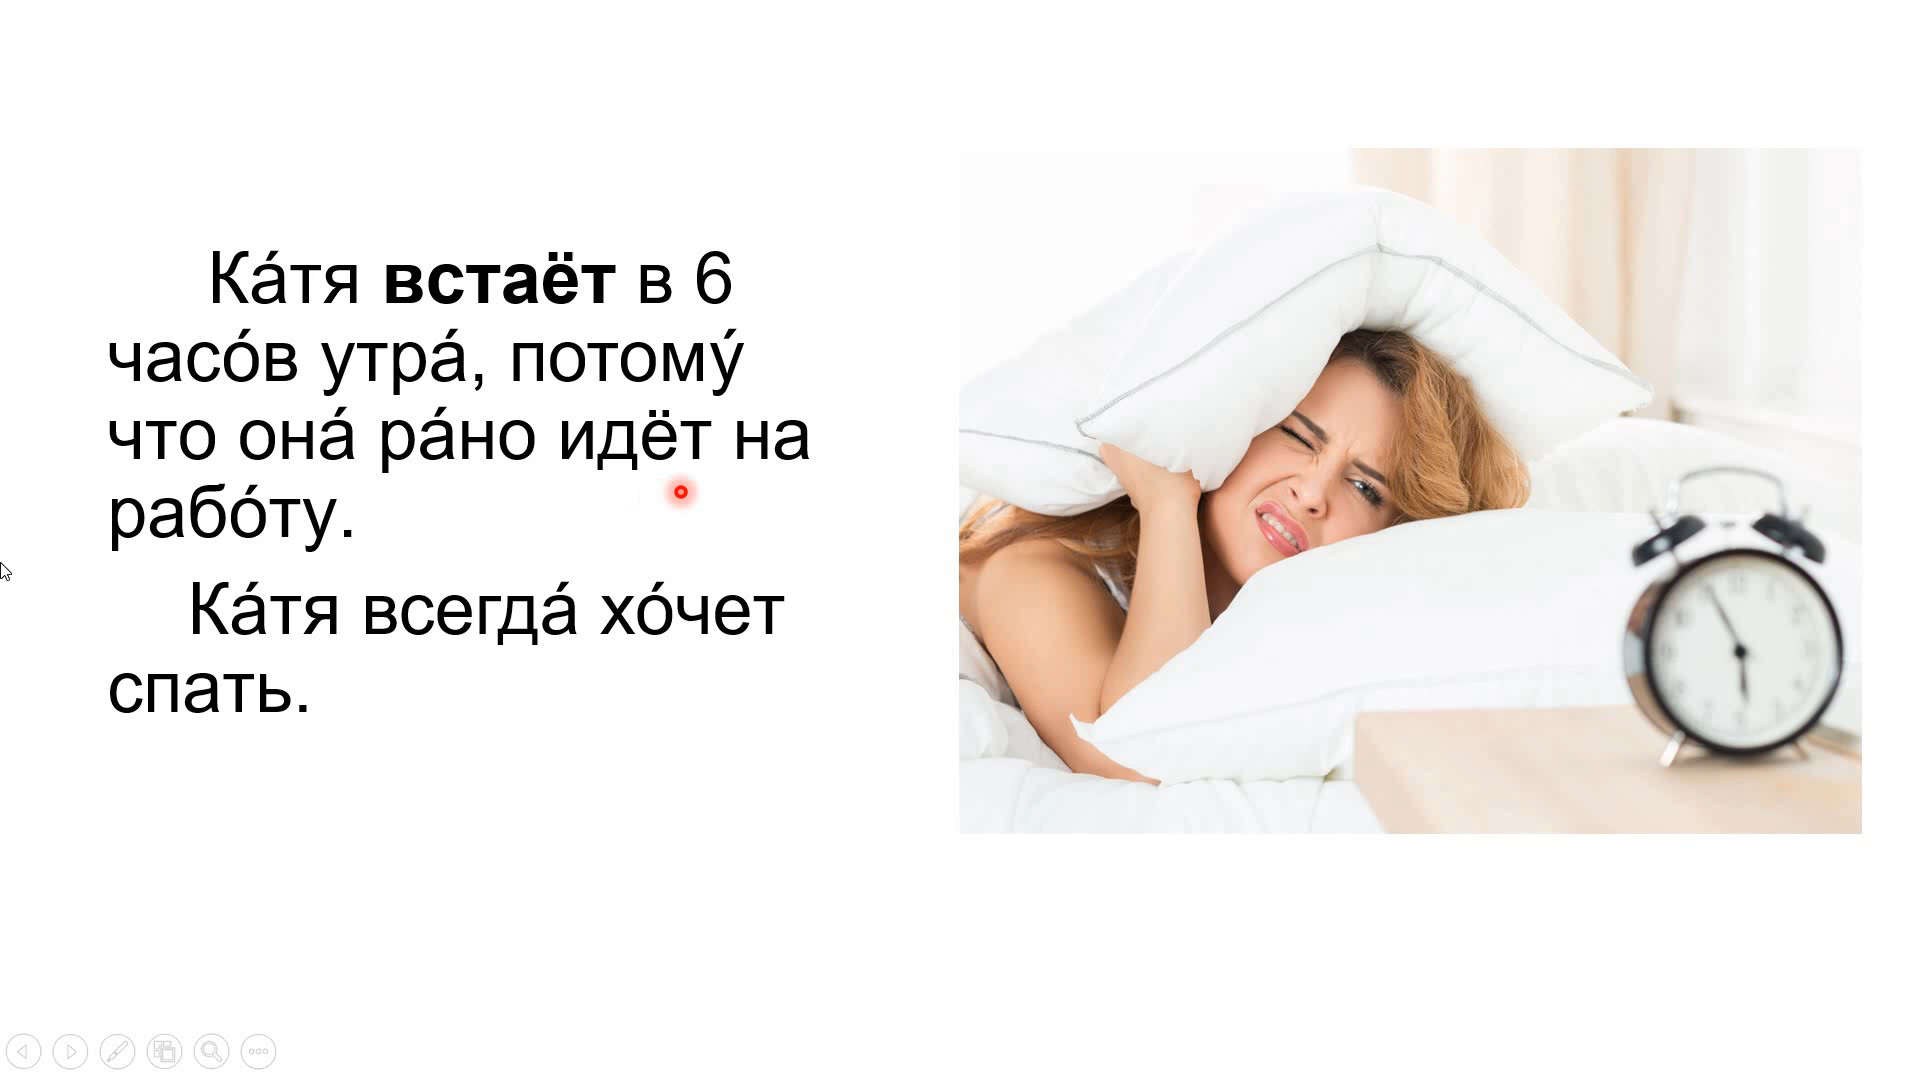 Ка́тя встаёт в 6
часо́в утра́, потому́
что она́ ра́но идёт на
рабо́ту.
Ка́тя всегда́ хо́чет
спать.